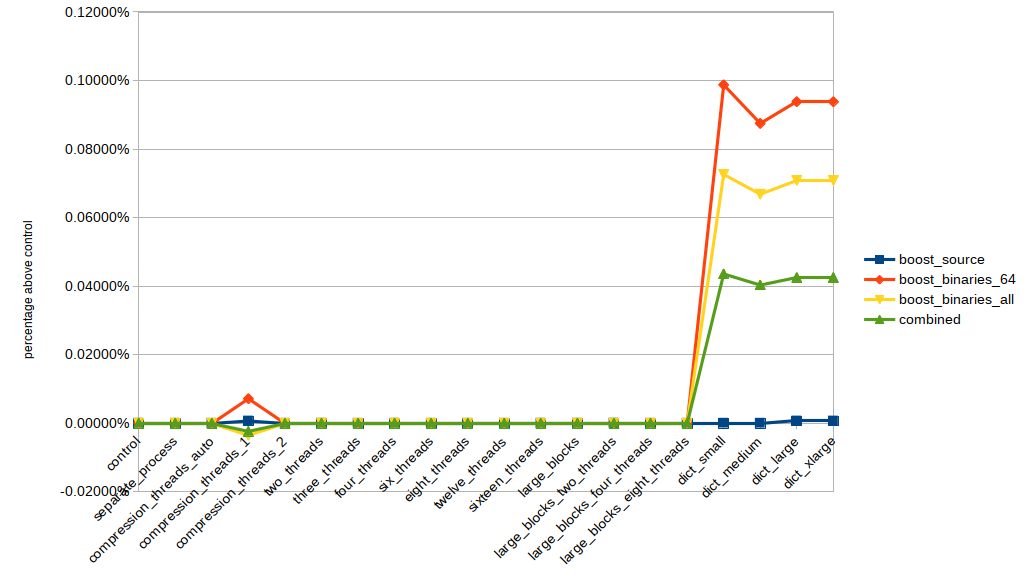 0.12000%
0.10000%
0.08000%
0.06000%
0.04000%
0.02000%
0.00000%
-0.02000%
percentage above control
control
separate_process
compression_threads_auto
compression_threads_1
compression_threads_2
two_threads
three_threads
four_threads
six_threads
eight_threads
twelve_threads
sixteen_threads
large_blocks
large_blocks_two_threads
large_blocks_four_threads
large_blocks_eight_threads
dict_small
dict_medium
dict_large
dict_xlarge
boost_source
boost_binaries_64
boost_binaries_all
combined